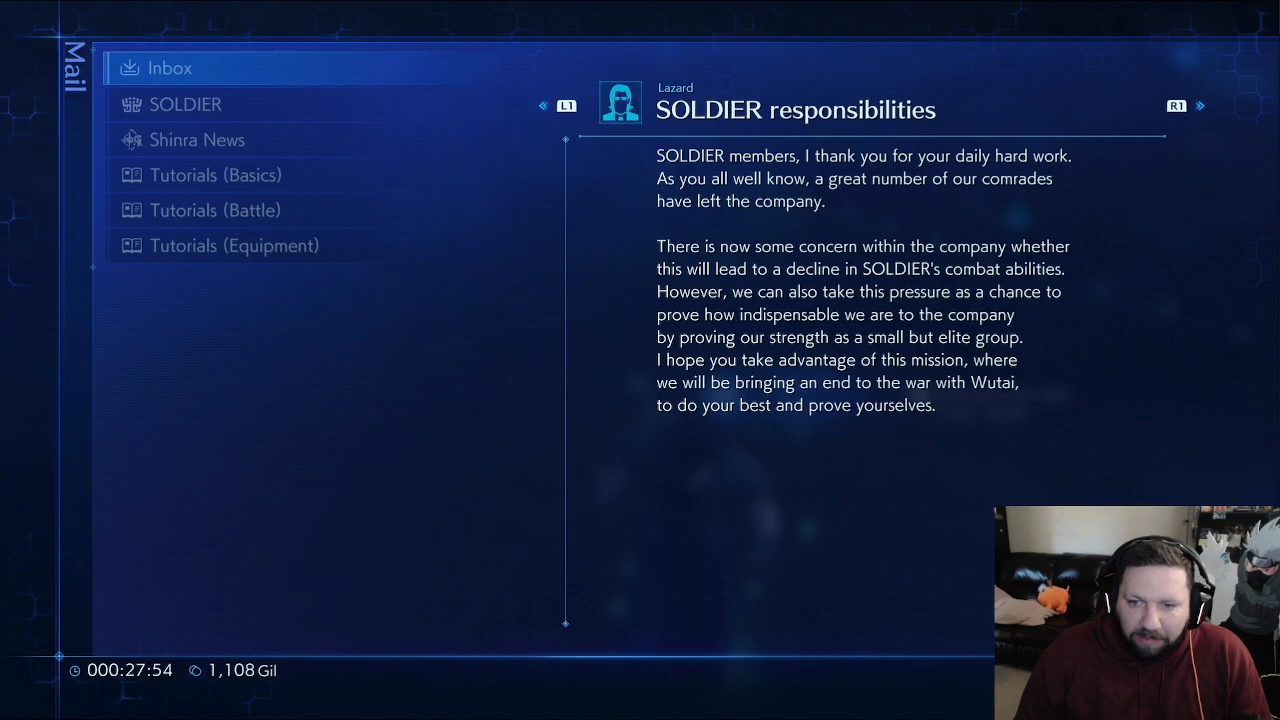 Mail
Inbox
SOLDIER
Shinra News
Tutorials (Basics)
Tutorials (Battle)
Tutorials (Equipment)
L1
Lazard
SOLDIER responsibilities
R1
SOLDIER members, I thank you for your daily hard work.
As you all well know, a great number of our comrades
have left the company.
There is now some concern within the company whether
this will lead to a decline in SOLDIER's combat abilities.
However, we can also take this pressure as a chance to
prove how indispensable we are to the company
by proving our strength as a small but elite group.
I hope you take advantage of this mission, where
we will be bringing an end to the war with Wutai,
to do your best and prove yourselves.
000:27:54
1,108 Gil